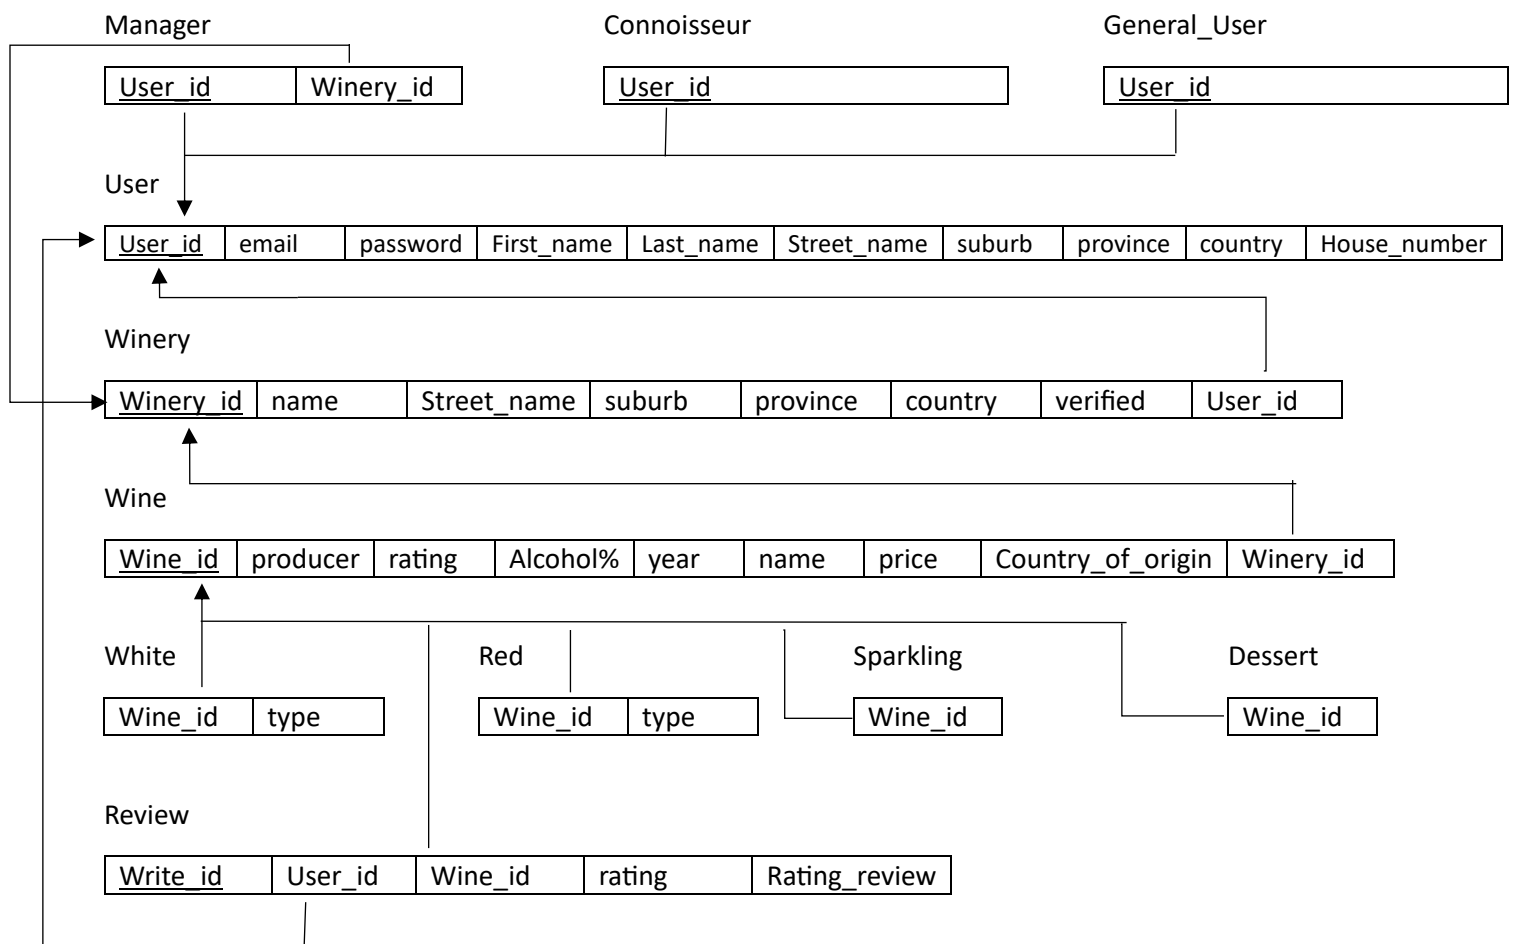 Manager Connoisseur General_User
User_id Winery_id User_id User_id
User
User_id email password First_name Last_name Street_name suburb province country House_number
Winery
Winery_id name Street_name suburb province country verified User_id
Wine
Wine_id producer rating Alcohol% year name price Country_of_origin Winery_id
White Red Sparkling Dessert
Wine_id type Wine_id type Wine_id Wine_id
Review
Write_id User_id Wine_id rating Rating_review